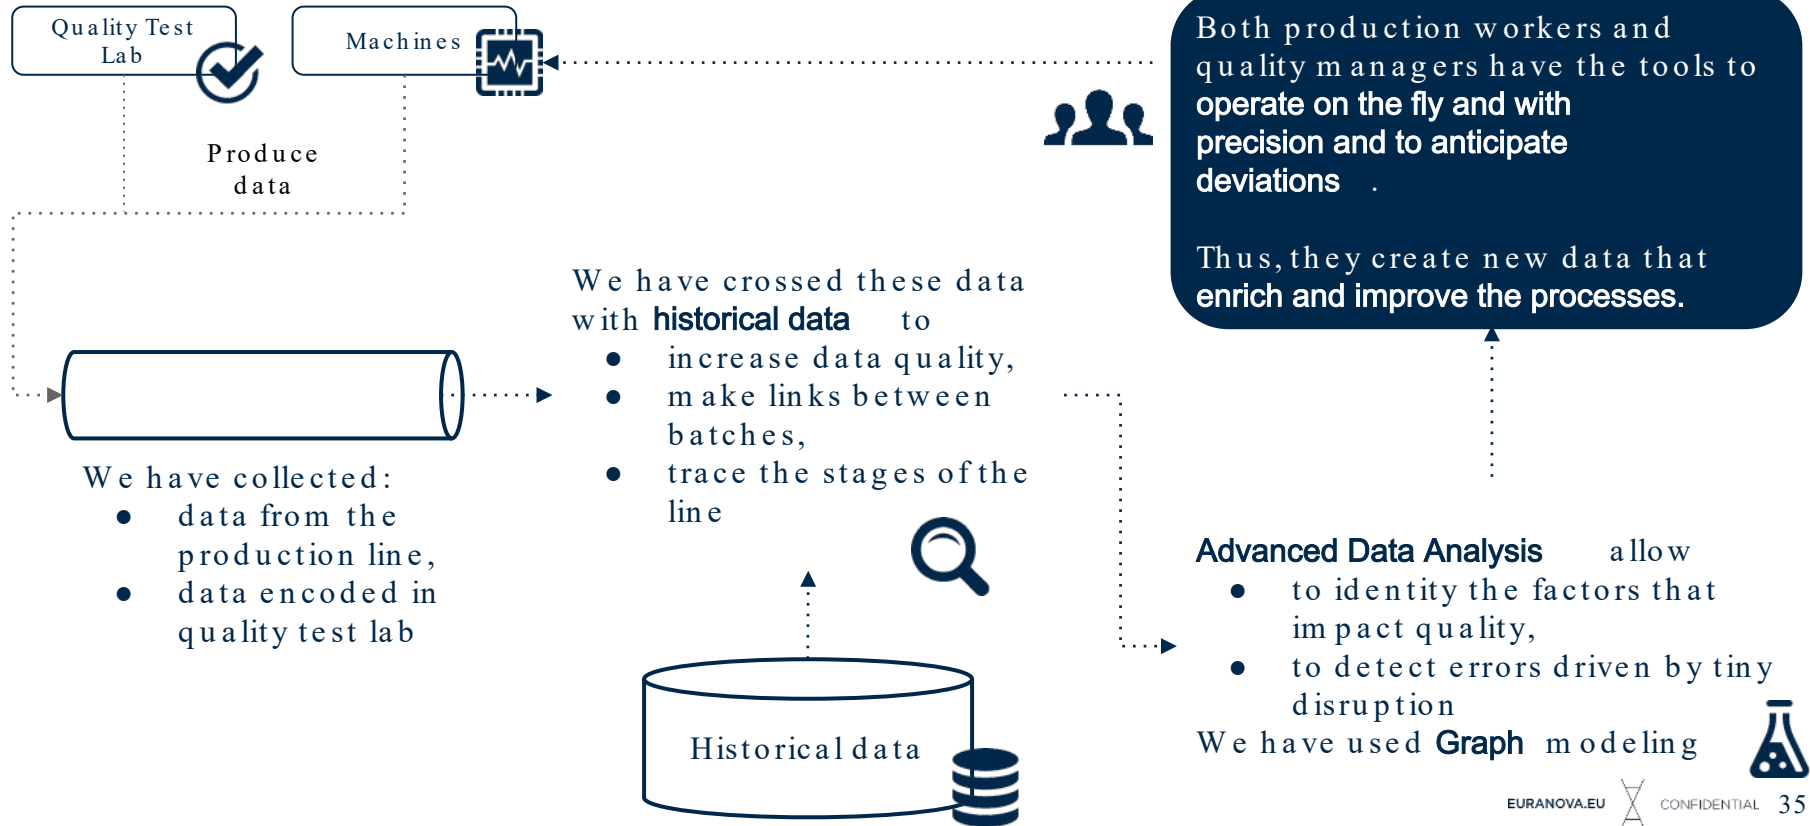 Quality Test
Lab
Machines
Produce
data
We have collected:
● data from the
production line,
● data encoded in
quality test lab
We have crossed these data
with historical data to
● increase data quality,
● make links between
batches,
● trace the stages of the
line
Historical data
Both production workers and
quality managers have the tools to
operate on the fly and with
precision and to anticipate
deviations .
Thus, they create new data that
enrich and improve the processes.
Advanced Data Analysis allow
● to identity the factors that
impact quality,
● to detect errors driven by tiny
disruption
We have used Graph modeling
EURANOVA.EU CONFIDENTIAL 35